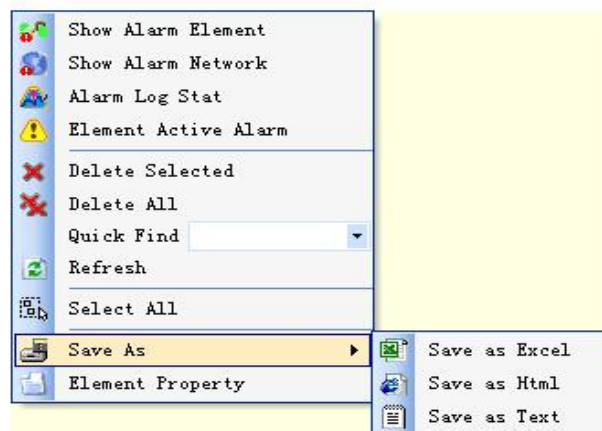 Show Alarm Element
Show Alarm Network
Alarm Log Stat
Element Active Alarm
Delete Selected
Delete All
Quick Find
Refresh
Select All
Save As
Element Property
Save as Excel
Save as Html
Save as Text